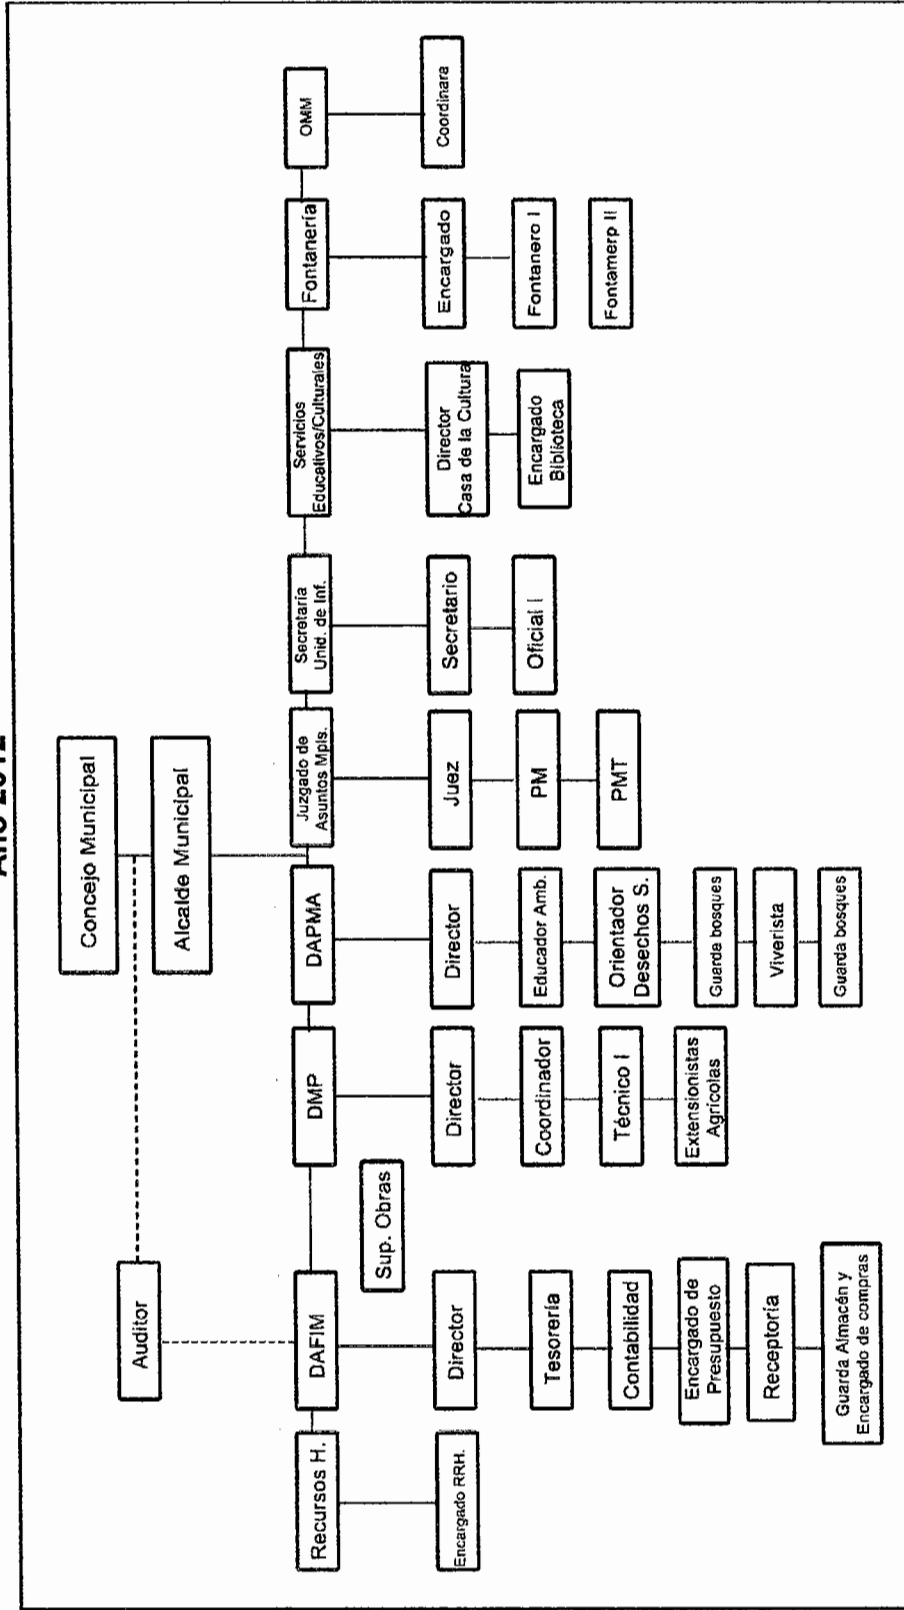 Año 2012
Concejo Municipal
Alcalde Municipal
Auditor
Recursos H.
DAFIM
DMP
DAPMA
Juzgado de
Asuntos Mpls.
Secretaría
Unid. de Inf.
Servicios
Educativos/Culturales
Fontanería
OMM
Sup. Obras
Encargado RRH.
Director
Tesorería
Contabilidad
Encargado de
Presupuesto
Receptoría
Guarda Almacén y
Encargado de compras
Director
Coordinador
Técnico I
Extensionistas
Agrícolas
Director
Educador Amb.
Orientador
Desechos S.
Guarda bosques
Viverista
Guarda bosques
Juez
PM
PMT
Secretario
Oficial I
Director
Casa de la Cultura
Encargado
Biblioteca
Encargado
Fontanero I
Fontamerp II
Coordinara